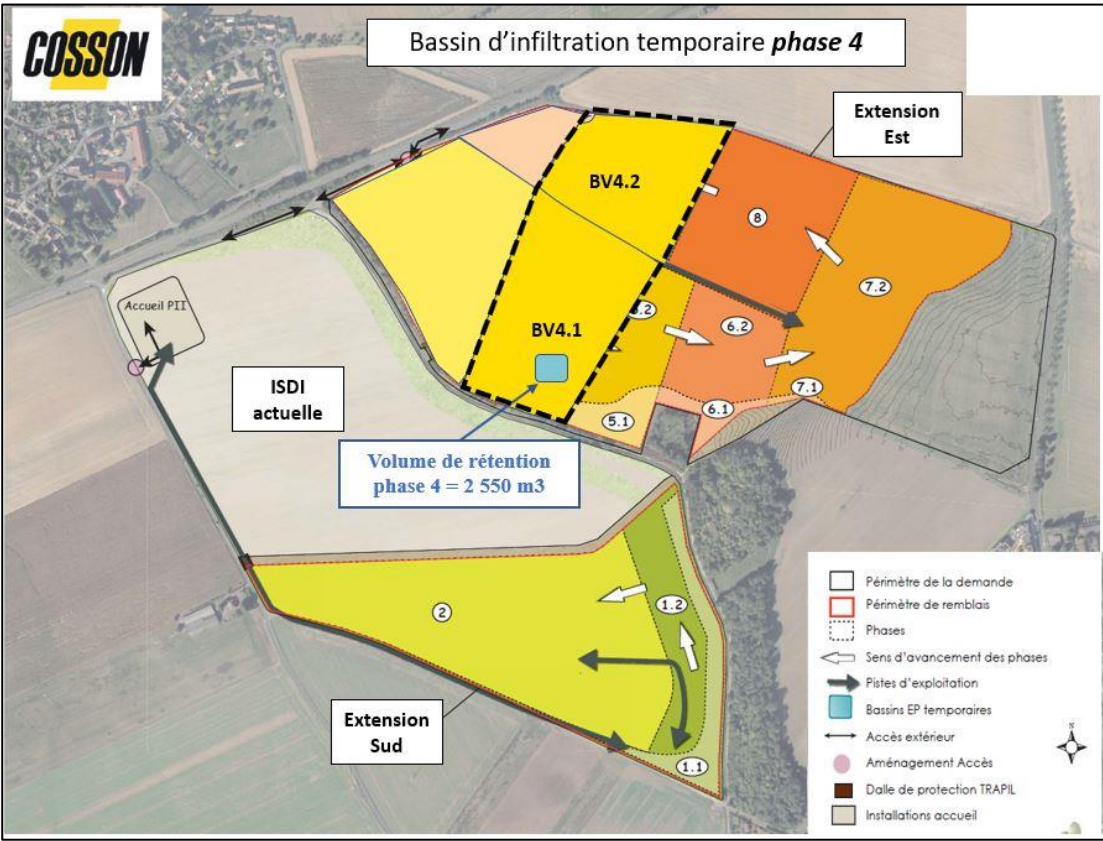 COSSON
Bassin d'infiltration temporaire phase 4
Extension
Est
BV4.2
8
7.2
Accueil PII
BV4.1
6.2
7.1
ISDI
actuelle
5.1
6.1
Volume de rétention
phase 4 = 2 550 m3
2
1.2
Extension
Sud
1.1
Périmètre de la demande
Périmètre de remblais
Phases
Sens d'avancement des phases
Pistes d'exploitation
Bassins EP temporaires
Accès extérieur
Aménagement Accès
Dalle de protection TRAPIL
Installations accueil
N